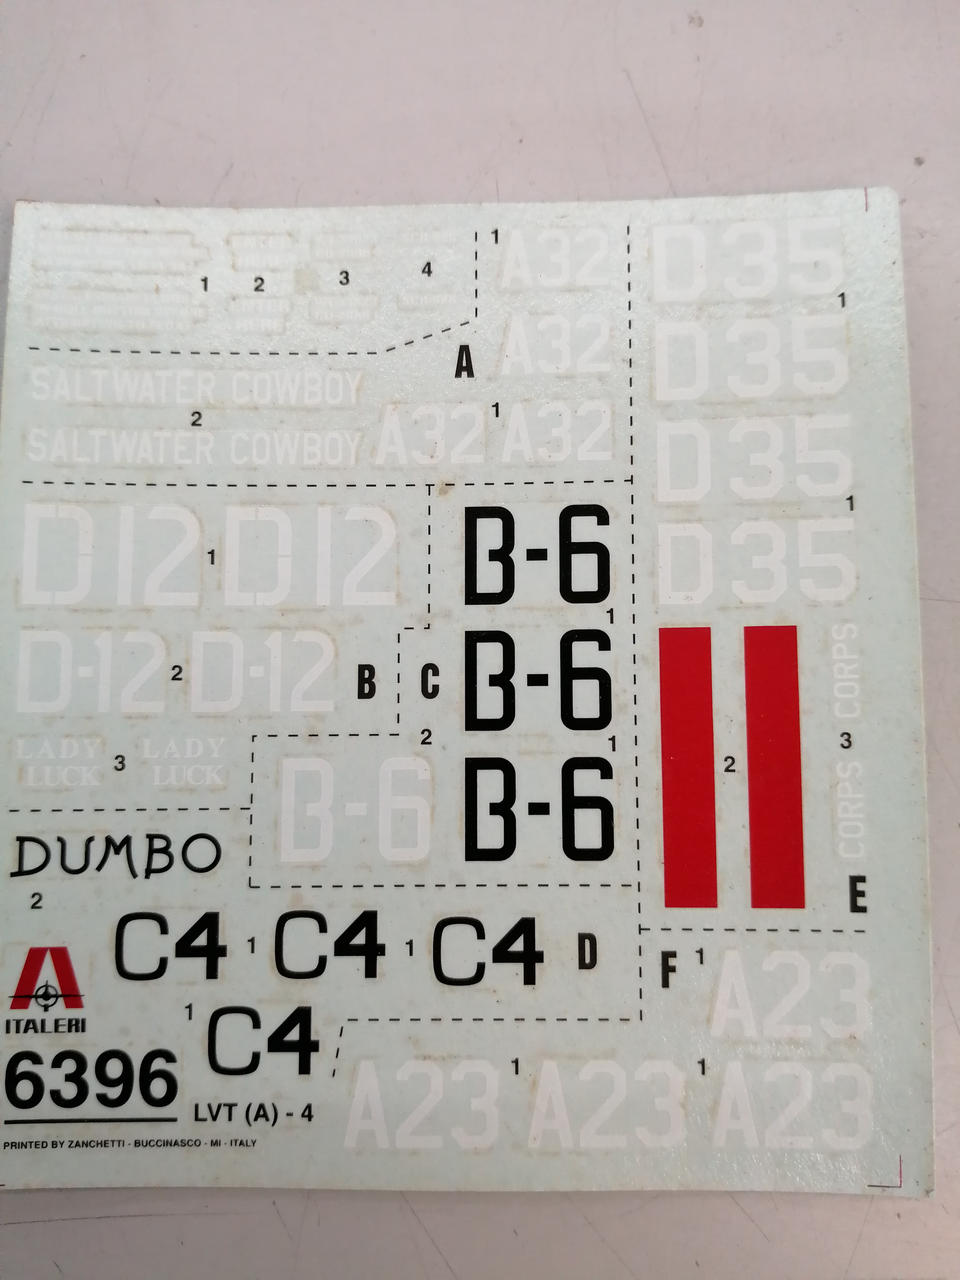 1
2
3
4
1 A32
A32
A
SALTWATER COWBOY
2
SALTWATER COWBOY
A32 1 A32
D35
1
D35
D35
1
D35
D12 1 D12
D-12 2 D-12
B
LADY LADY
LUCK 3 LUCK
B-6
1
C B-6
2
1
B-6 B-6
2
CORPS CORPS
3
E
DUMBO
2
C4 1 C4 1 C4
D
1 C4
F 1 A23
A23 1 A23 1 A23
ITALERI
6396
LVT (A) - 4
PRINTED BY ZANCHETTI - BUCCINASCO - MI - ITALY